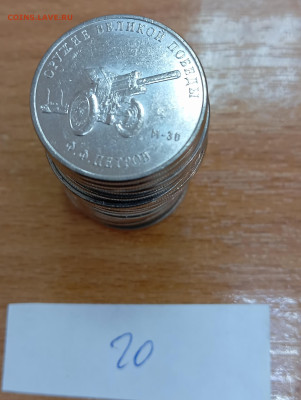 COINS.LAVE.RU
ОРУЖИЕ ВЕЛИКОЙ ПОБЕДЫ
М-30
Ф.Ф. ПЕТРОВ
20